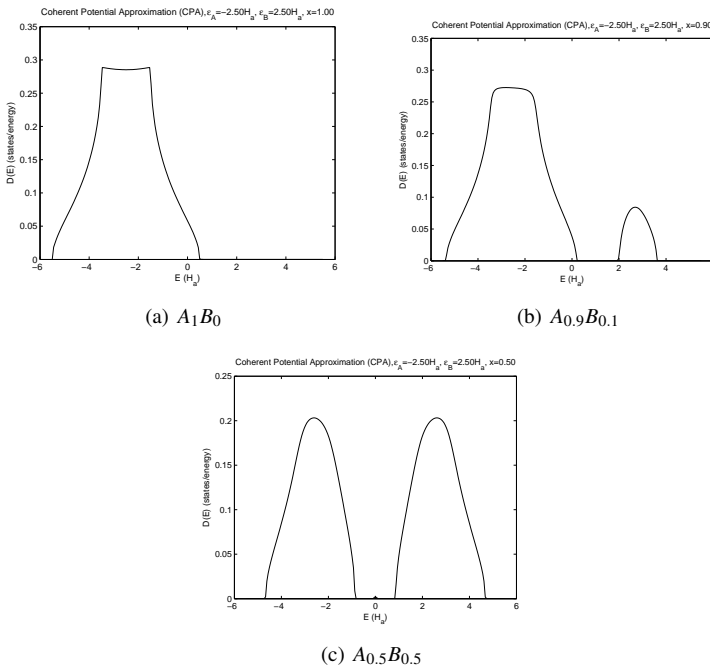 Coherent Potential Approximation (CPA),ε_A=−2.50H_a, ε_B=2.50H_a, x=1.00
0.35
0.3
0.25
0.2
0.15
0.1
0.05
0
D(E) (states/energy)
−6 −4 −2 0 2 4 6
E (H_a)
(a) A_1B_0
Coherent Potential Approximation (CPA),ε_A=−2.50H_a, ε_B=2.50H_a, x=0.90
0.35
0.3
0.25
0.2
0.15
0.1
0.05
0
D(E) (states/energy)
−6 −4 −2 0 2 4
E (H_a)
(b) A_0.9B_0.1
Coherent Potential Approximation (CPA),ε_A=−2.50H_a, ε_B=2.50H_a, x=0.50
0.25
0.2
0.15
0.1
0.05
0
D(E) (states/energy)
−6 −4 −2 0 2 4 6
E (H_a)
(c) A_0.5B_0.5